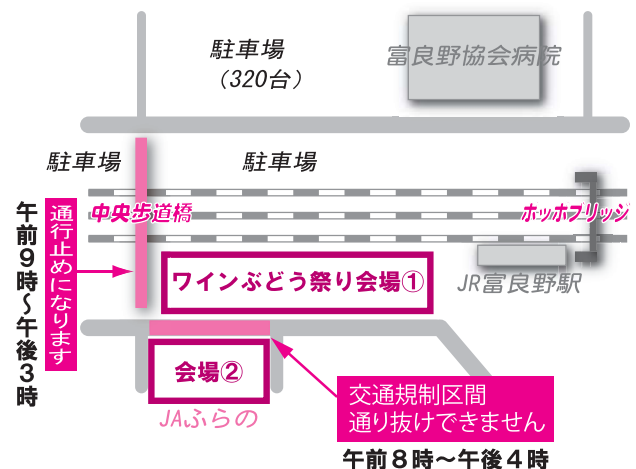 駐車場
（320台）
富良野協会病院
駐車場
駐車場
中央歩道橋
ホッホブリッジ
通行止めになります
午前９時～午後３時
ワインぶどう祭り会場①
JR富良野駅
会場②
JAふらの
交通規制区間
通り抜けできません
午前８時～午後４時